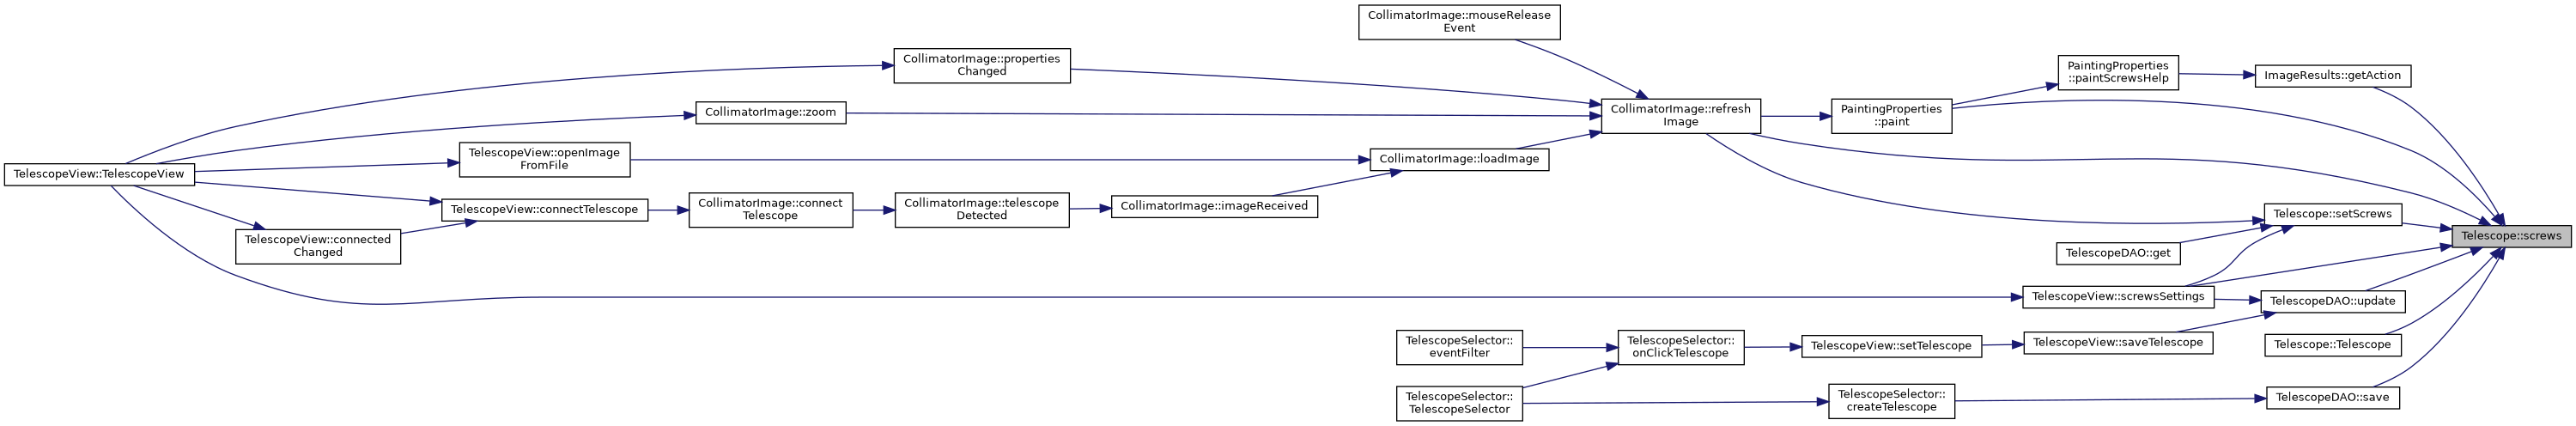 CollimatorImage::mouseRelease
Event
CollimatorImage::properties
Changed
PaintingProperties
::paintScrewsHelp
ImageResults::getAction
CollimatorImage::zoom
CollimatorImage::refresh
Image
PaintingProperties
::paint
TelescopeView::openImage
FromFile
CollimatorImage::loadImage
TelescopeView::TelescopeView
TelescopeView::connectTelescope
CollimatorImage::connect
Telescope
CollimatorImage::telescope
Detected
CollimatorImage::imageReceived
Telescope::setScrews
Telescope::screws
TelescopeView::connected
Changed
TelescopeDAO::get
TelescopeView::screwsSettings
TelescopeDAO::update
TelescopeSelector::
eventFilter
TelescopeSelector::
onClickTelescope
TelescopeView::setTelescope
TelescopeView::saveTelescope
Telescope::Telescope
TelescopeSelector::
TelescopeSelector
TelescopeSelector::
createTelescope
TelescopeDAO::save